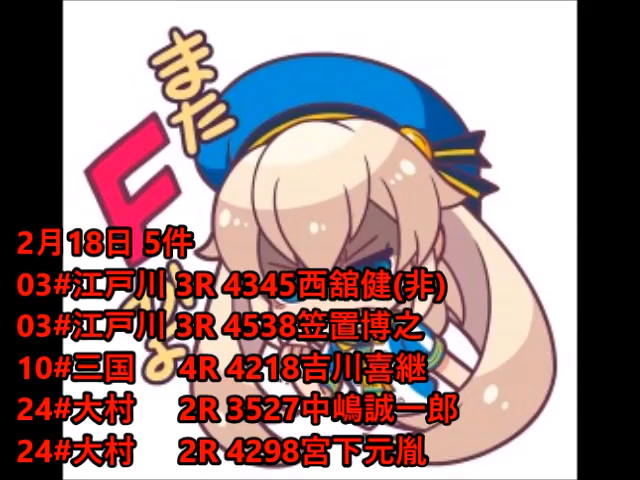 また
F
かよ
2月18日 5件
03#江戸川 3R 4345西舘健(非)
03#江戸川 3R 4538笠置博之
10#三国 4R 4218吉川喜継
24#大村 2R 3527中嶋誠一郎
24#大村 2R 4298宮下元胤